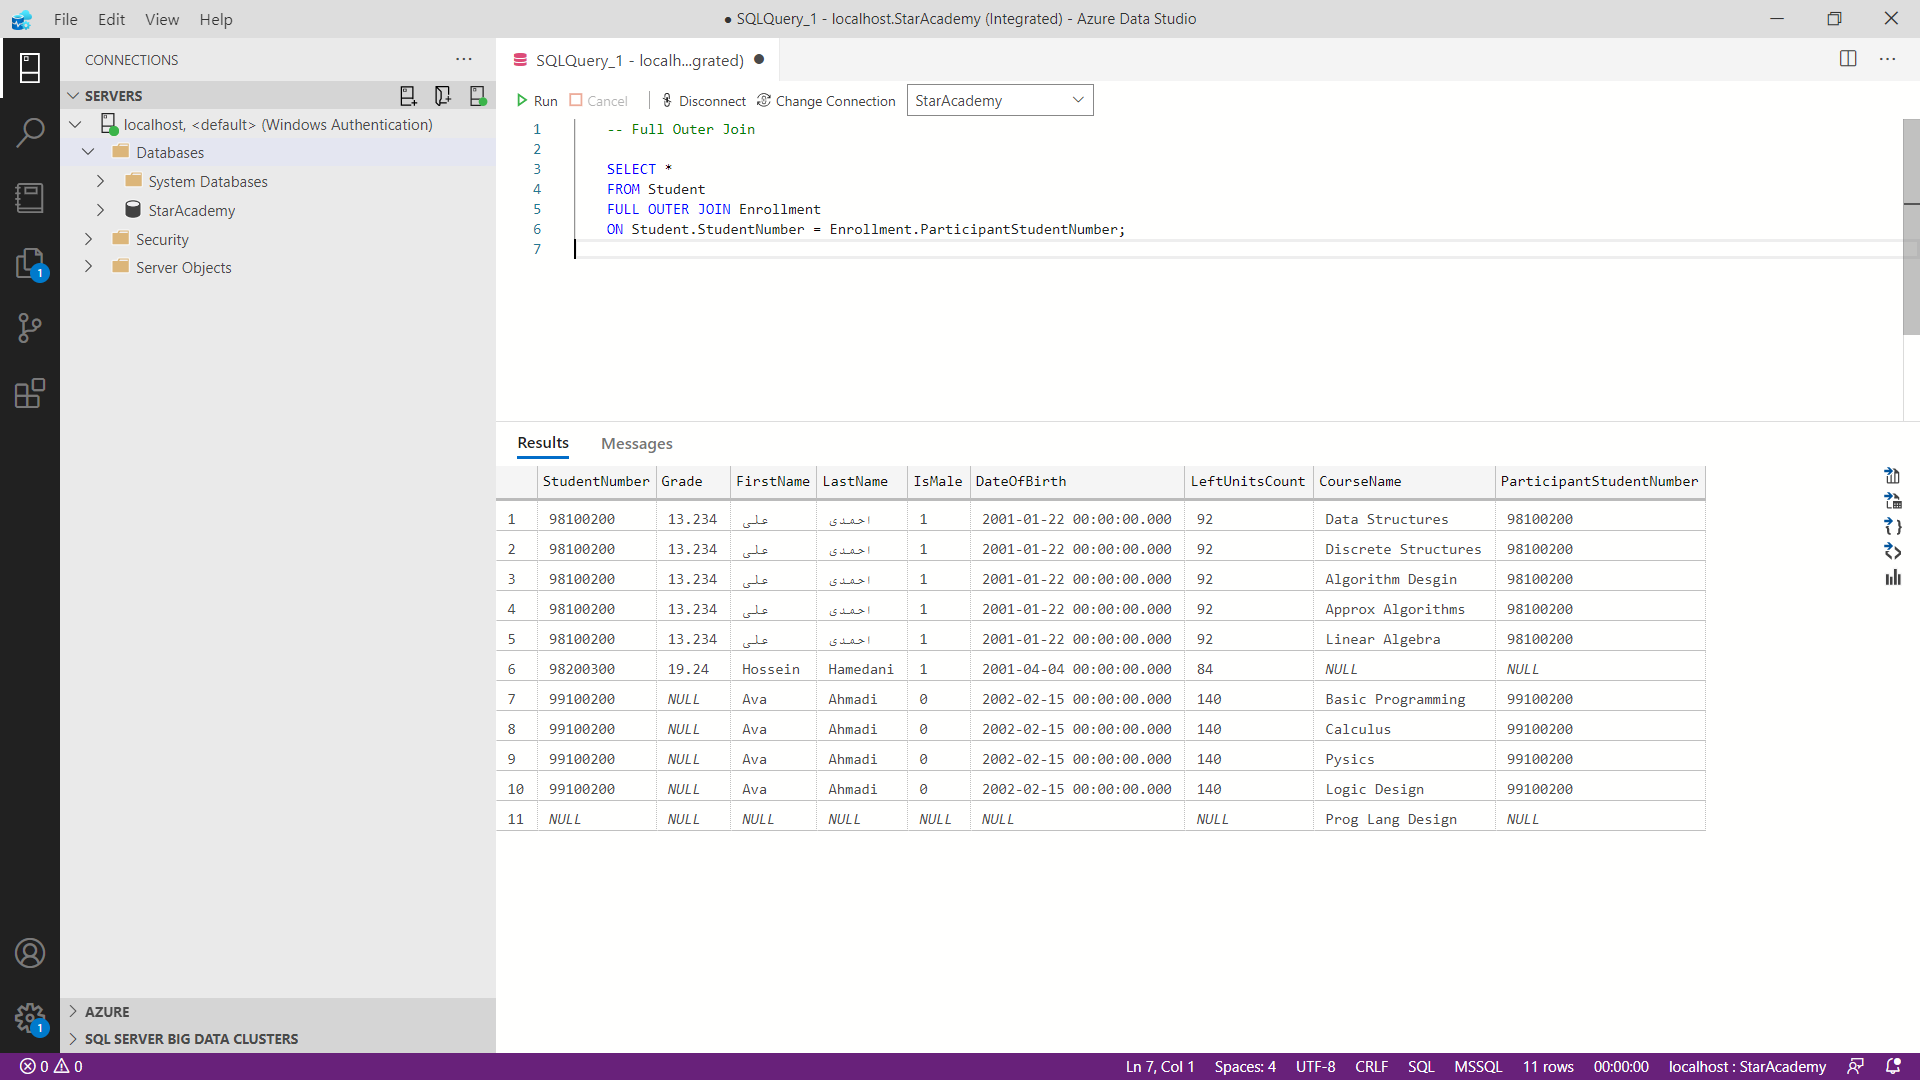 File Edit View Help
● SQLQuery_1 - localhost.StarAcademy (Integrated) - Azure Data Studio
CONNECTIONS
SERVERS
localhost, <default> (Windows Authentication)
Databases
System Databases
StarAcademy
Security
Server Objects
AZURE
SQL SERVER BIG DATA CLUSTERS
1
1
SQLQuery_1 - localh...grated) ●
Run Cancel Disconnect Change Connection StarAcademy
1 -- Full Outer Join
2
3 SELECT *
4 FROM Student
5 FULL OUTER JOIN Enrollment
6 ON Student.StudentNumber = Enrollment.ParticipantStudentNumber;
7
Results Messages
StudentNumber Grade FirstName LastName IsMale DateOfBirth LeftUnitsCount CourseName ParticipantStudentNumber
1 98100200 13.234 علی احمدی 1 2001-01-22 00:00:00.000 92 Data Structures 98100200
2 98100200 13.234 علی احمدی 1 2001-01-22 00:00:00.000 92 Discrete Structures 98100200
3 98100200 13.234 علی احمدی 1 2001-01-22 00:00:00.000 92 Algorithm Desgin 98100200
4 98100200 13.234 علی احمدی 1 2001-01-22 00:00:00.000 92 Approx Algorithms 98100200
5 98100200 13.234 علی احمدی 1 2001-01-22 00:00:00.000 92 Linear Algebra 98100200
6 98200300 19.24 Hossein Hamedani 1 2001-04-04 00:00:00.000 84 NULL NULL
7 99100200 NULL Ava Ahmadi 0 2002-02-15 00:00:00.000 140 Basic Programming 99100200
8 99100200 NULL Ava Ahmadi 0 2002-02-15 00:00:00.000 140 Calculus 99100200
9 99100200 NULL Ava Ahmadi 0 2002-02-15 00:00:00.000 140 Pysics 99100200
10 99100200 NULL Ava Ahmadi 0 2002-02-15 00:00:00.000 140 Logic Design 99100200
11 NULL NULL NULL NULL NULL NULL NULL Prog Lang Design NULL
0 0 Ln 7, Col 1 Spaces: 4 UTF-8 CRLF SQL MSSQL 11 rows 00:00:00 localhost : StarAcademy